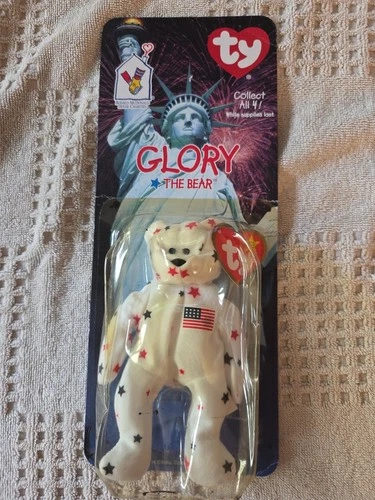 ty
®
Collect
All 4!
While supplies last
GLORY
THE BEAR
ty